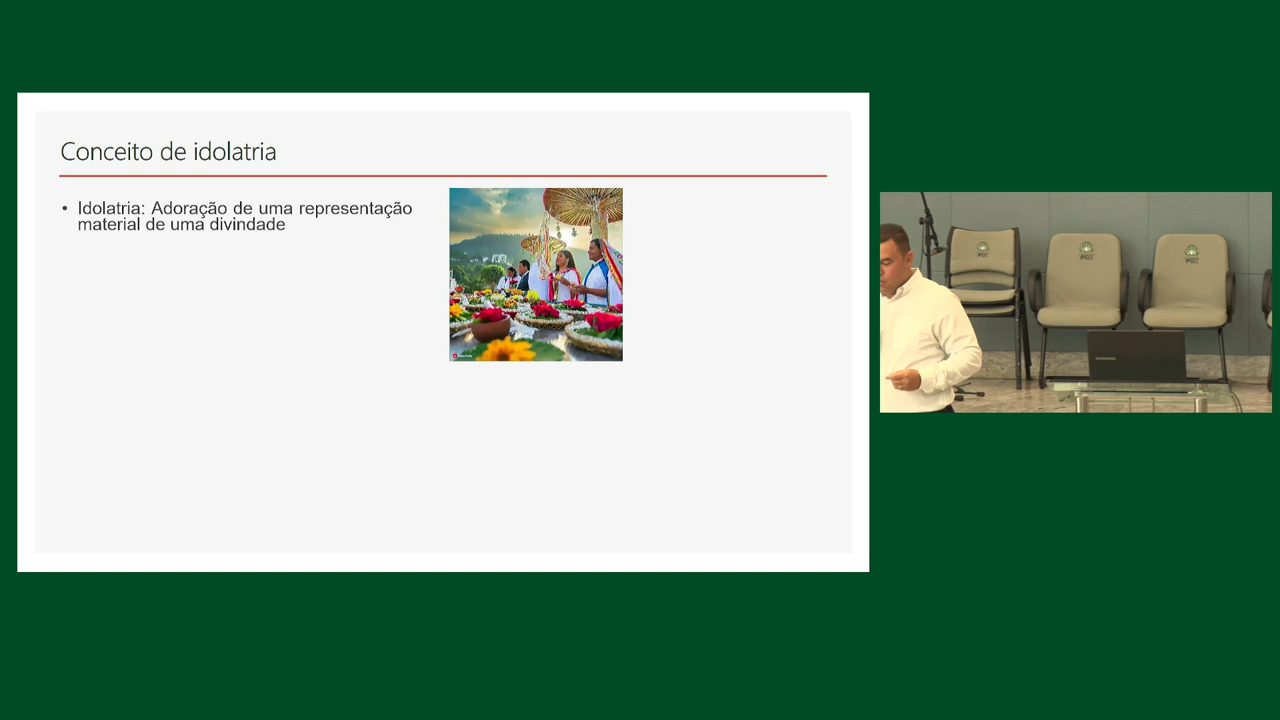 Conceito de idolatria
• Idolatria: Adoração de uma representação
material de uma divindade